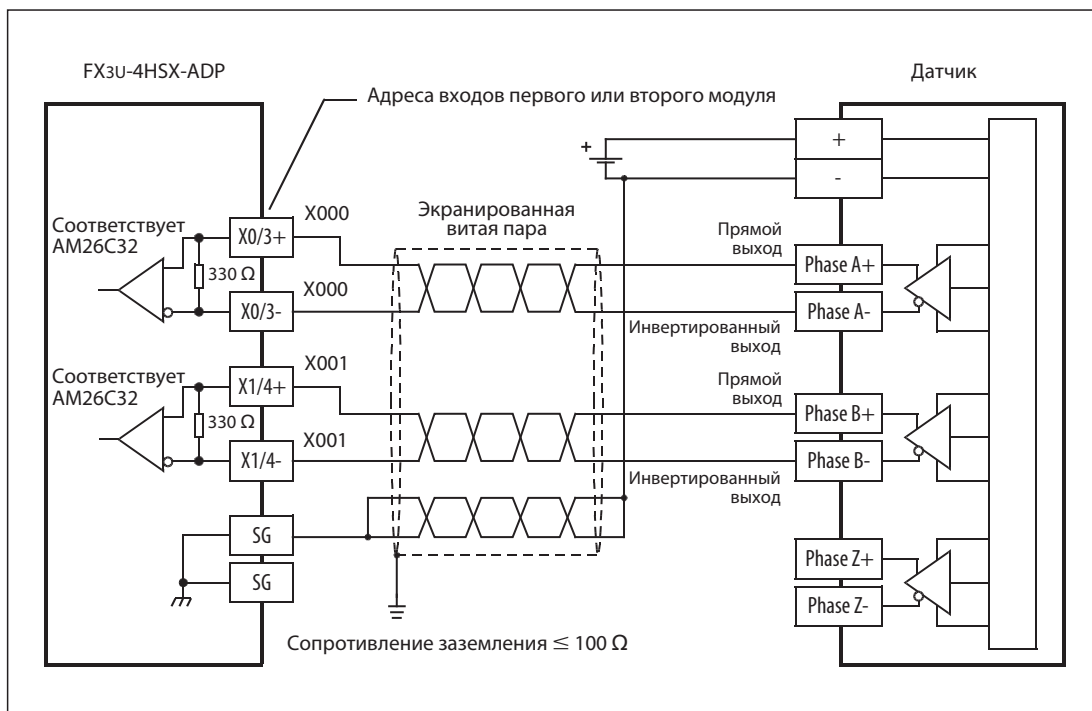 FX3U-4HSX-ADP
Датчик
Адреса входов первого или второго модуля
+
+
-
Соответствует
AM26C32
X0/3+
X000
330 Ω
X0/3-
X000
Экранированная
витая пара
Прямой
выход
Phase A+
Phase A-
Инвертированный
выход
Соответствует
AM26C32
X1/4+
X001
330 Ω
X1/4-
X001
Прямой
выход
Phase B+
Phase B-
Инвертированный
выход
SG
SG
Phase Z+
Phase Z-
Сопротивление заземления ≤ 100 Ω